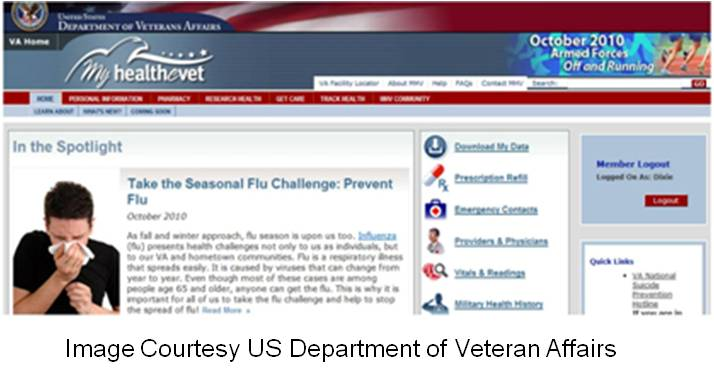 UNITED STATES
DEPARTMENT OF VETERANS AFFAIRS
VA Home
My healthevet
October 2010
Armed Forces
Off and Running
VA Facility Locator About MHV Help FAQs Contact MHV Search: GO
HOME PERSONAL INFORMATION PHARMACY RESEARCH HEALTH GET CARE TRACK HEALTH MHV COMMUNITY
LEARN ABOUT WHAT'S NEW? COMING SOON
In the Spotlight
Take the Seasonal Flu Challenge: Prevent
Flu
October 2010
As fall and winter approach, flu season is upon us too. Influenza
(flu) presents health challenges not only to us as individuals, but
to our VA and hometown communities. Flu is a respiratory illness
that spreads easily. It is caused by viruses that can change from
year to year. Even though most of these cases are among
people age 65 and older, anyone can get the flu. This is why it is
important for all of us to take the flu challenge and help to stop
the spread of flu! Read More »
Download My Data
Prescription Refill
Emergency Contacts
Providers & Physicians
Vitals & Readings
Military Health History
Member Logout
Logged On As: Dixie
Logout
Quick Links
• VA National
Suicide
Prevention
Hotline
If you are in
Image Courtesy US Department of Veteran Affairs